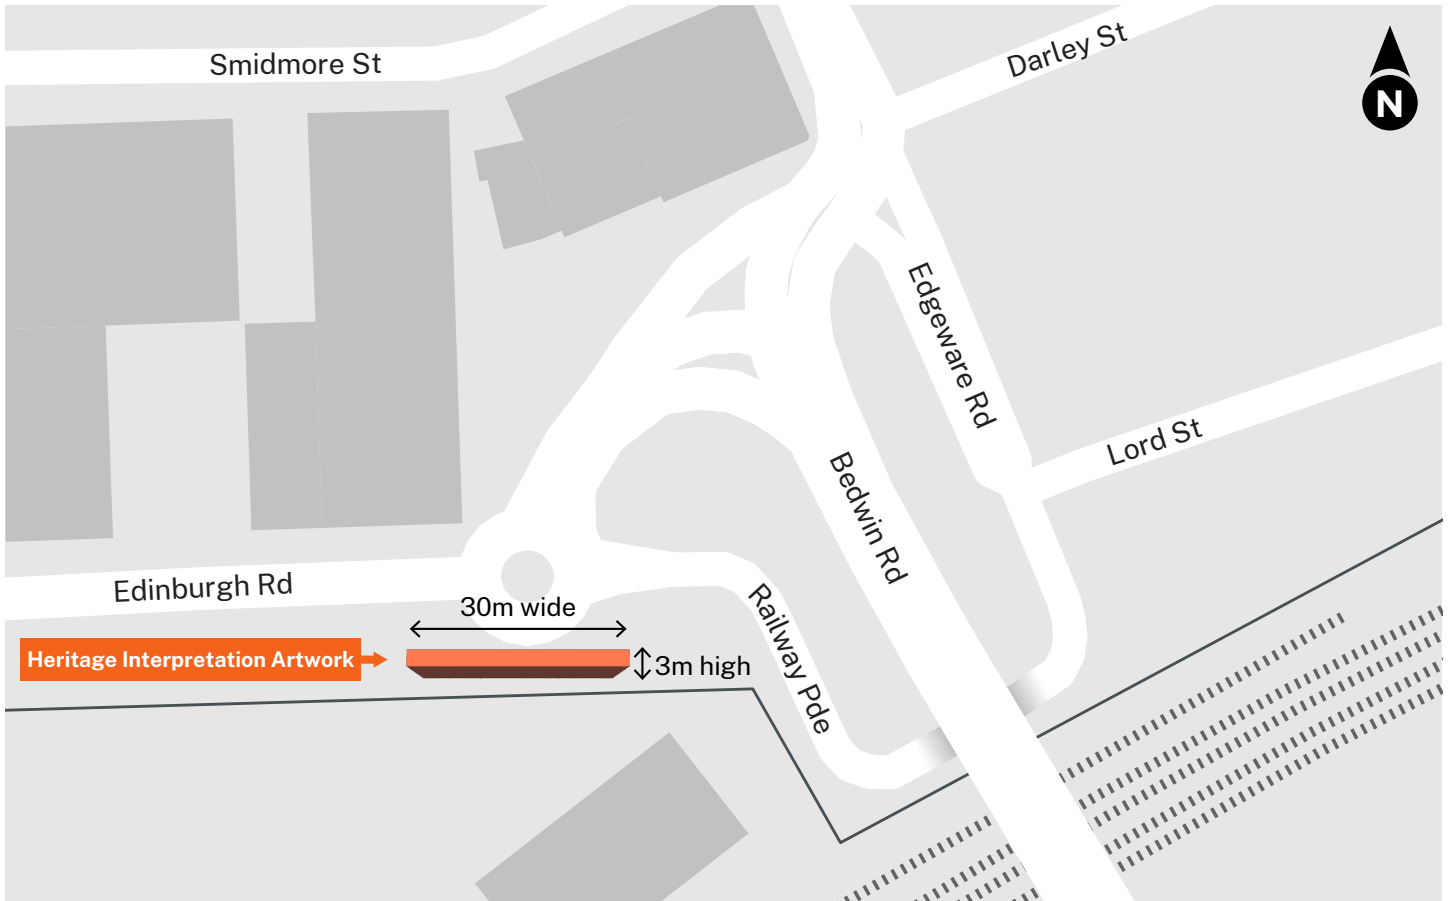 Smidmore St
Darley St
N
Edgeware Rd
Lord St
Bedwin Rd
Edinburgh Rd
30m wide
Railway Pde
Heritage Interpretation Artwork
3m high